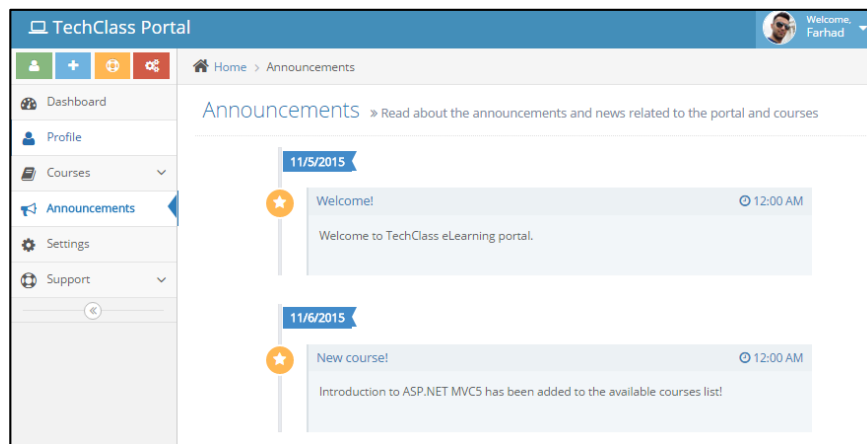 TechClass Portal
Welcome,
Farhad
Home > Announcements
Dashboard
Profile
Courses
Announcements
Settings
Support
Announcements » Read about the announcements and news related to the portal and courses
11/5/2015
Welcome! 12:00 AM
Welcome to TechClass eLearning portal.
11/6/2015
New course! 12:00 AM
Introduction to ASP.NET MVC5 has been added to the available courses list!